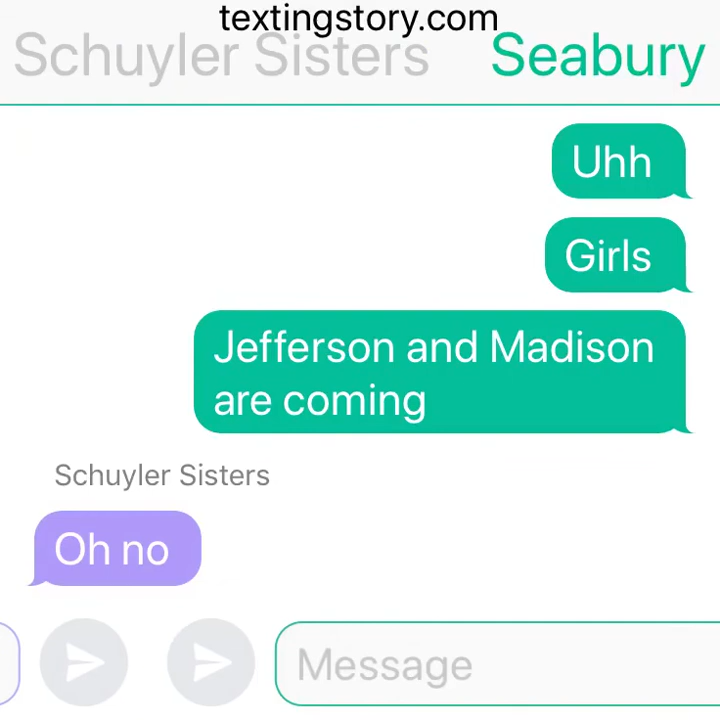 textingstory.com
Schuyler Sisters Seabury
Uhh
Girls
Jefferson and Madison
are coming
Schuyler Sisters
Oh no
Message